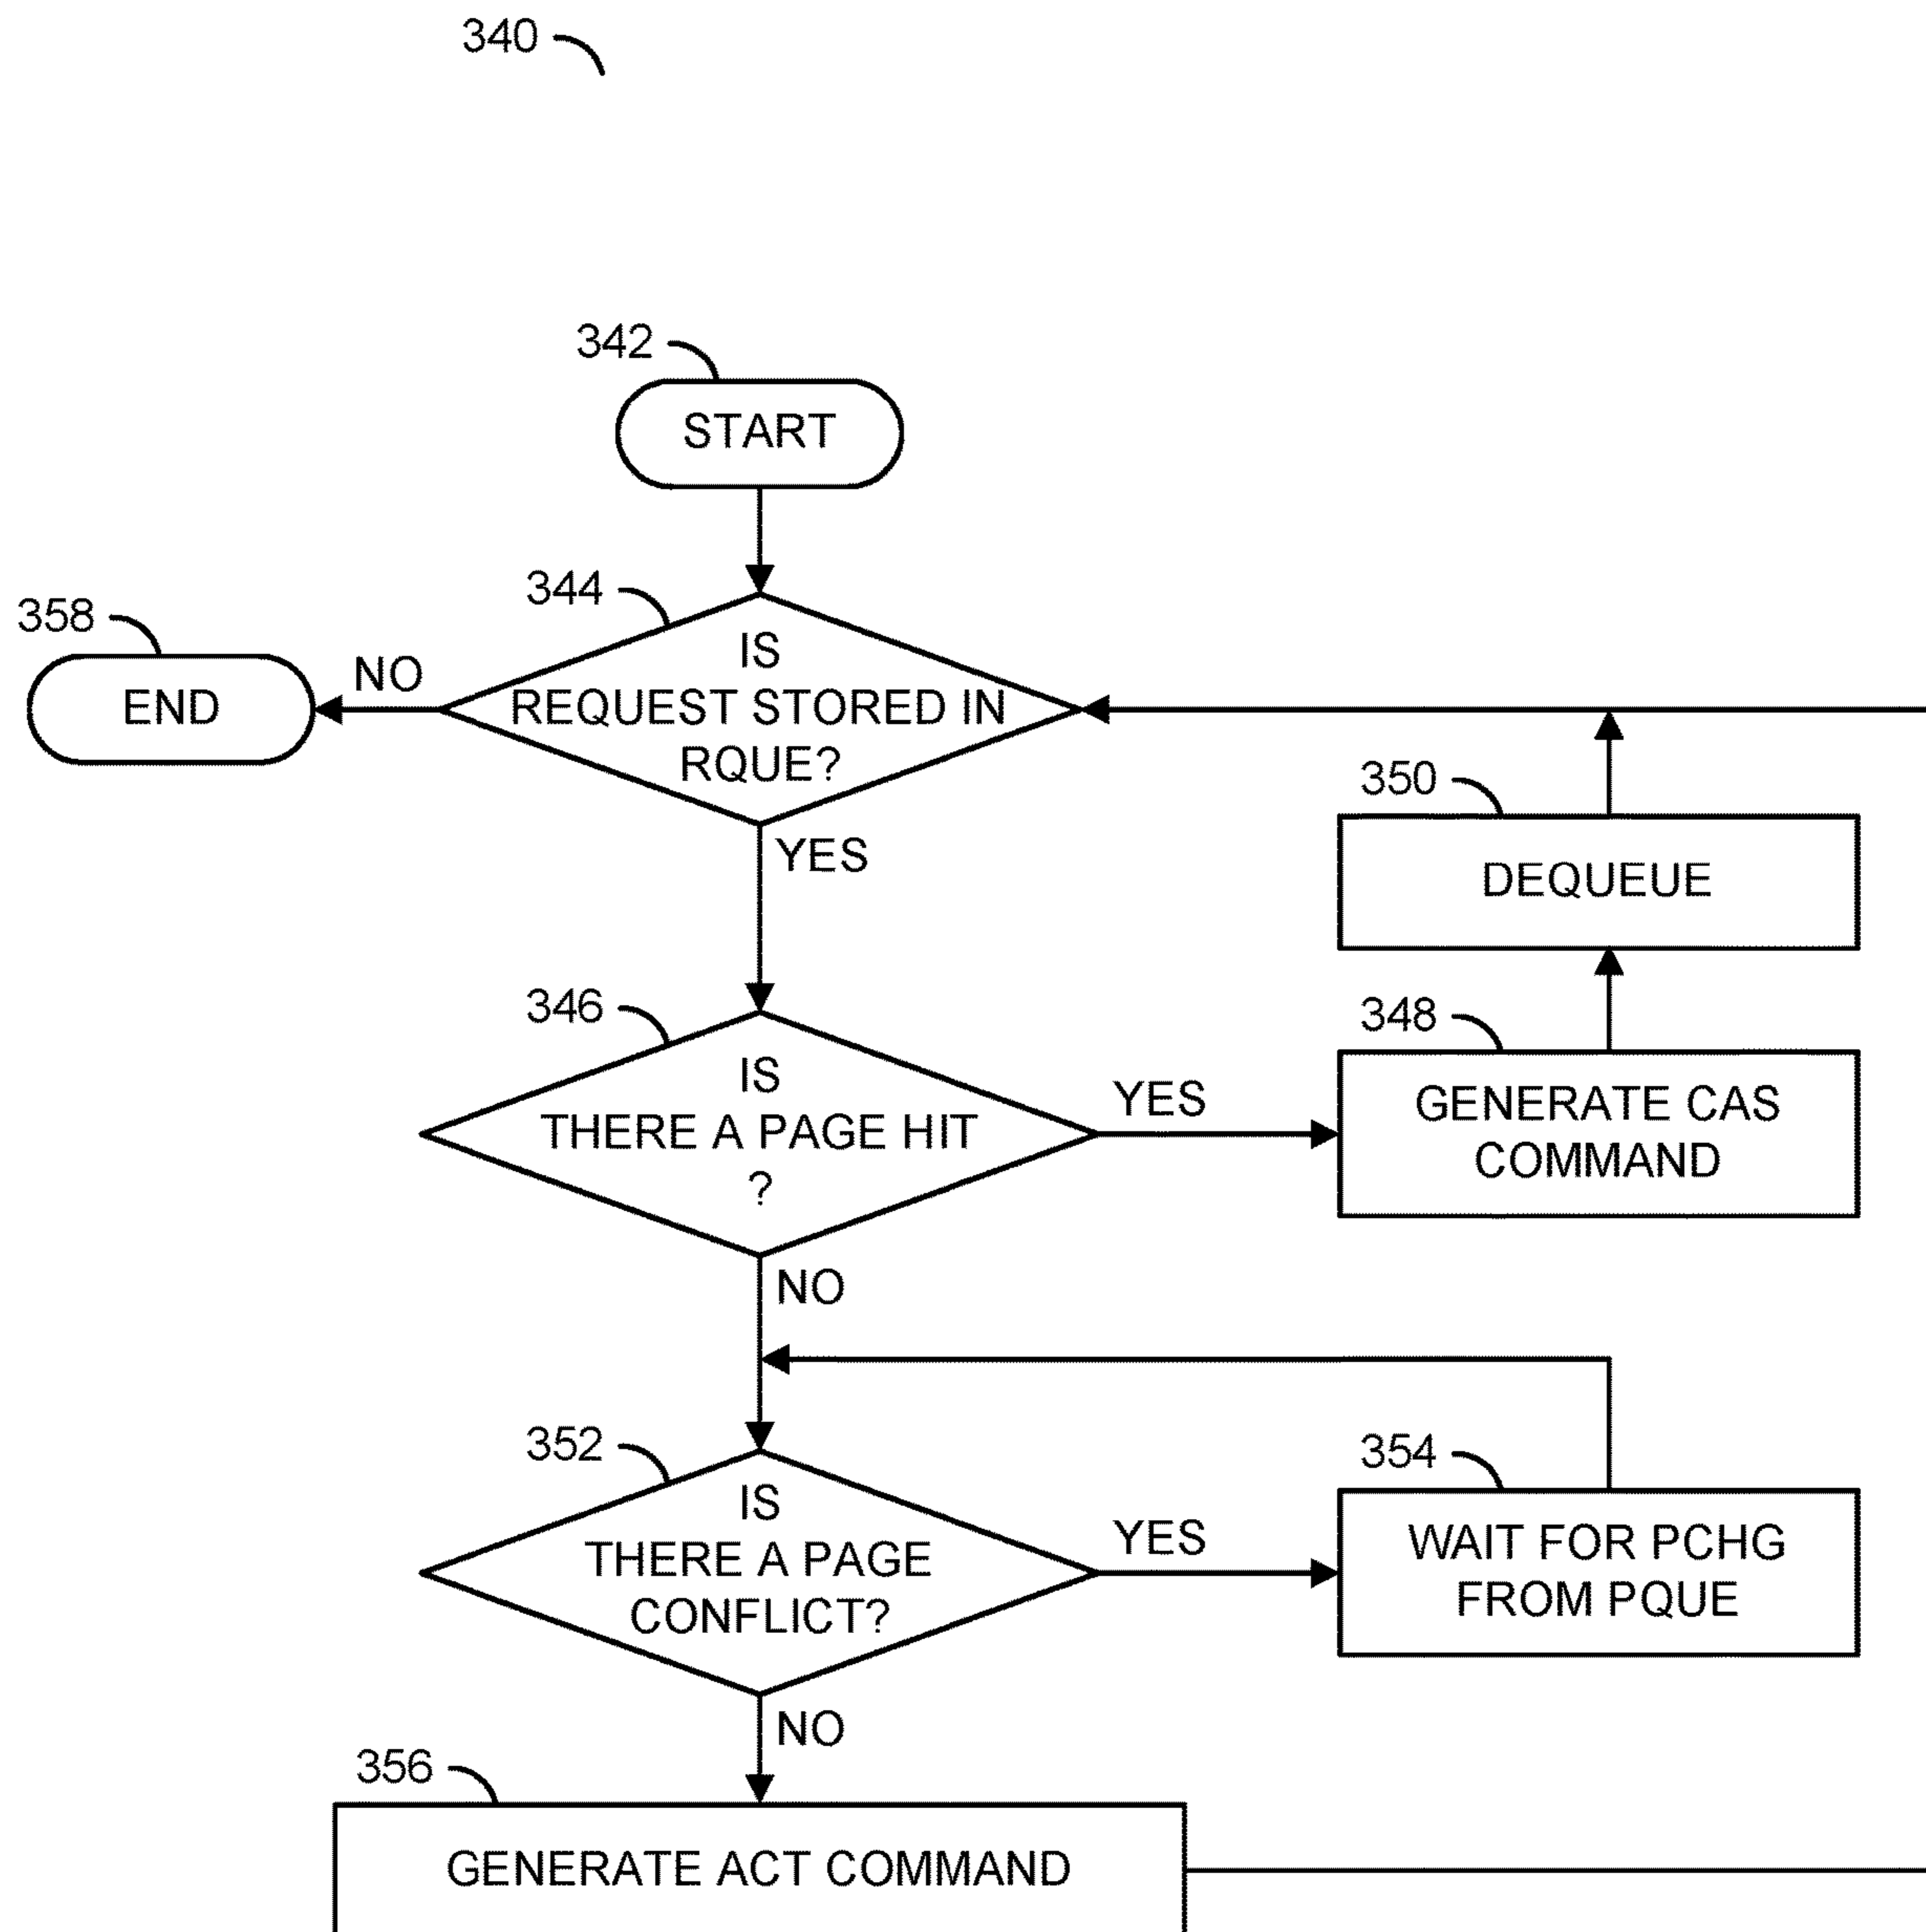 340
342
START
344
358
IS
REQUEST STORED IN
RQUE?
NO
END
YES
350
DEQUEUE
346
348
IS
THERE A PAGE HIT
?
YES
GENERATE CAS
COMMAND
NO
352
354
IS
THERE A PAGE
CONFLICT?
YES
WAIT FOR PCHG
FROM PQUE
NO
356
GENERATE ACT COMMAND